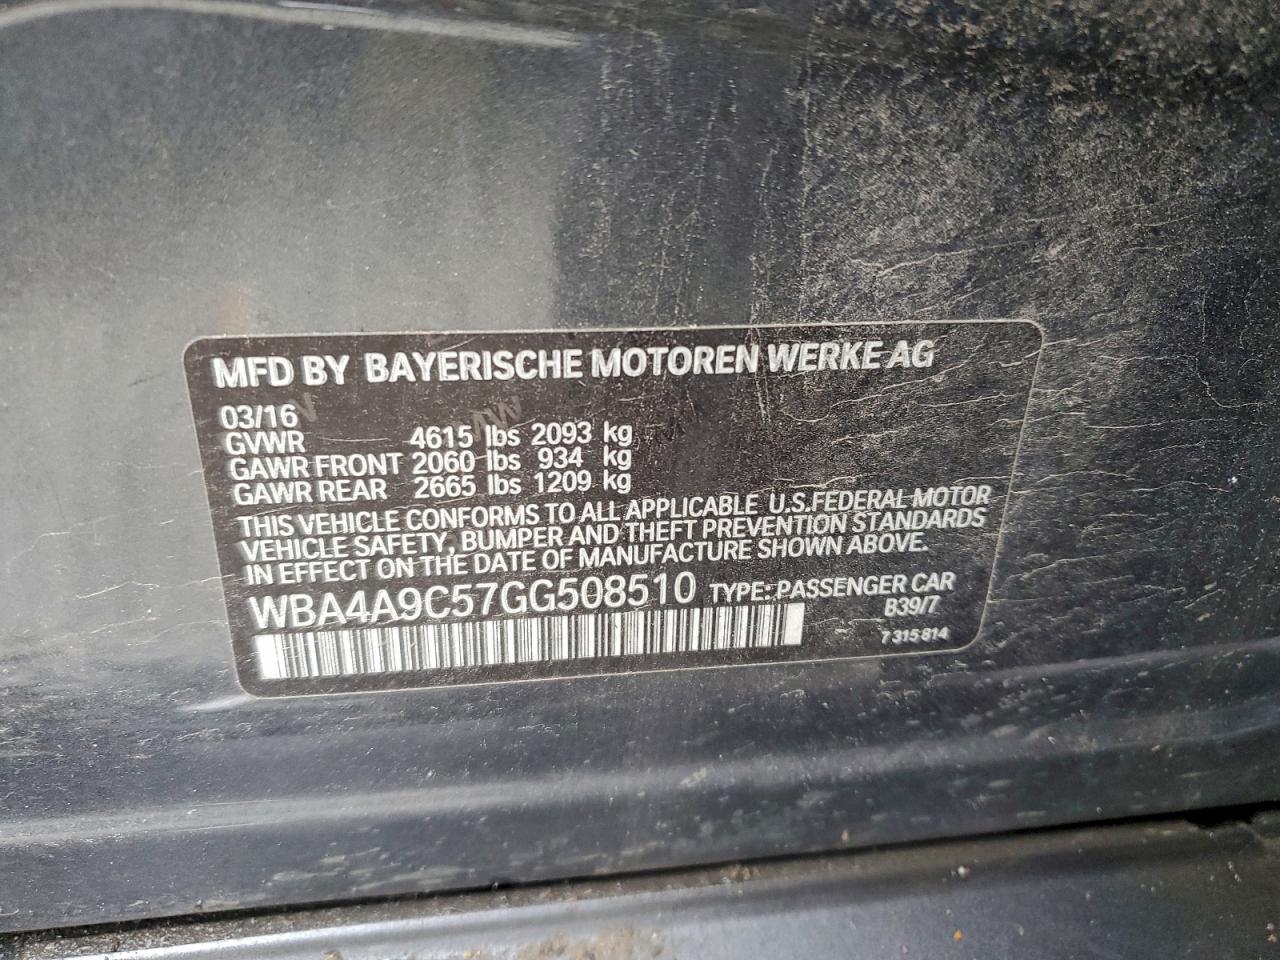 MFD BY BAYERISCHE MOTOREN WERKE AG
03/16
GVWR 4615 lbs 2093 kg
GAWR FRONT 2060 lbs 934 kg
GAWR REAR 2665 lbs 1209 kg
THIS VEHICLE CONFORMS TO ALL APPLICABLE U.S.FEDERAL MOTOR
VEHICLE SAFETY, BUMPER AND THEFT PREVENTION STANDARDS
IN EFFECT ON THE DATE OF MANUFACTURE SHOWN ABOVE.
WBA4A9C57GG508510 TYPE: PASSENGER CAR
B39/7
7 315 814